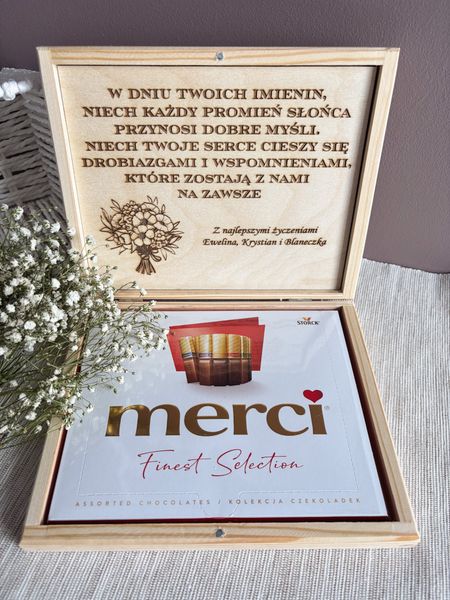 W DNIU TWOICH IMIENIN,
NIECH KAŻDY PROMIEŃ SŁOŃCA
PRZYNOSI DOBRE MYŚLI.
NIECH TWOJE SERCE CIESZY SIĘ
DROBIAZGAMI I WSPOMNIENIAMI,
KTÓRE ZOSTAJĄ Z NAMI
NA ZAWSZE
Z najlepszymi życzeniami
Ewelina, Krystian i Blaneczka
STORCK®
merci®
Finest Selection
ASSORTED CHOCOLATES / KOLEKCJA CZEKOLADEK